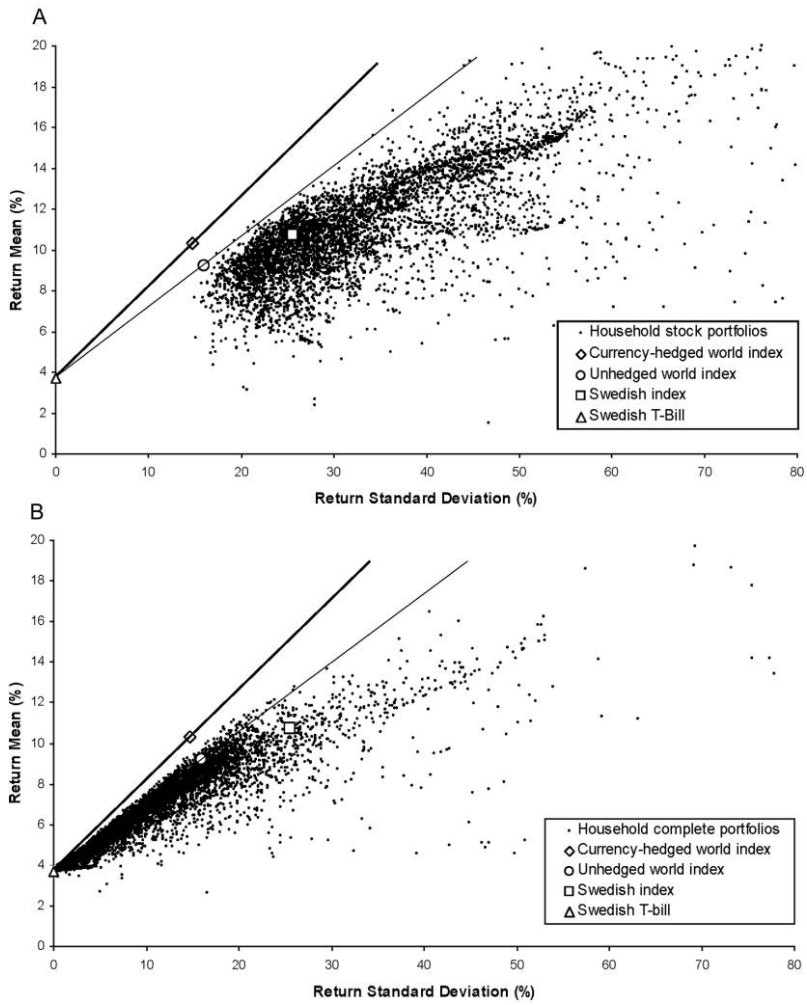 A
20
18
16
14
12
10
8
6
4
2
0
Return Mean (%)
Household stock portfolios
Currency-hedged world index
Unhedged world index
Swedish index
Swedish T-Bill
0 10 20 30 40 50 60 70 80
Return Standard Deviation (%)
B
20
18
16
14
12
10
8
6
4
2
0
Return Mean (%)
Household complete portfolios
Currency-hedged world index
Unhedged world index
Swedish index
Swedish T-bill
0 10 20 30 40 50 60 70 80
Return Standard Deviation (%)